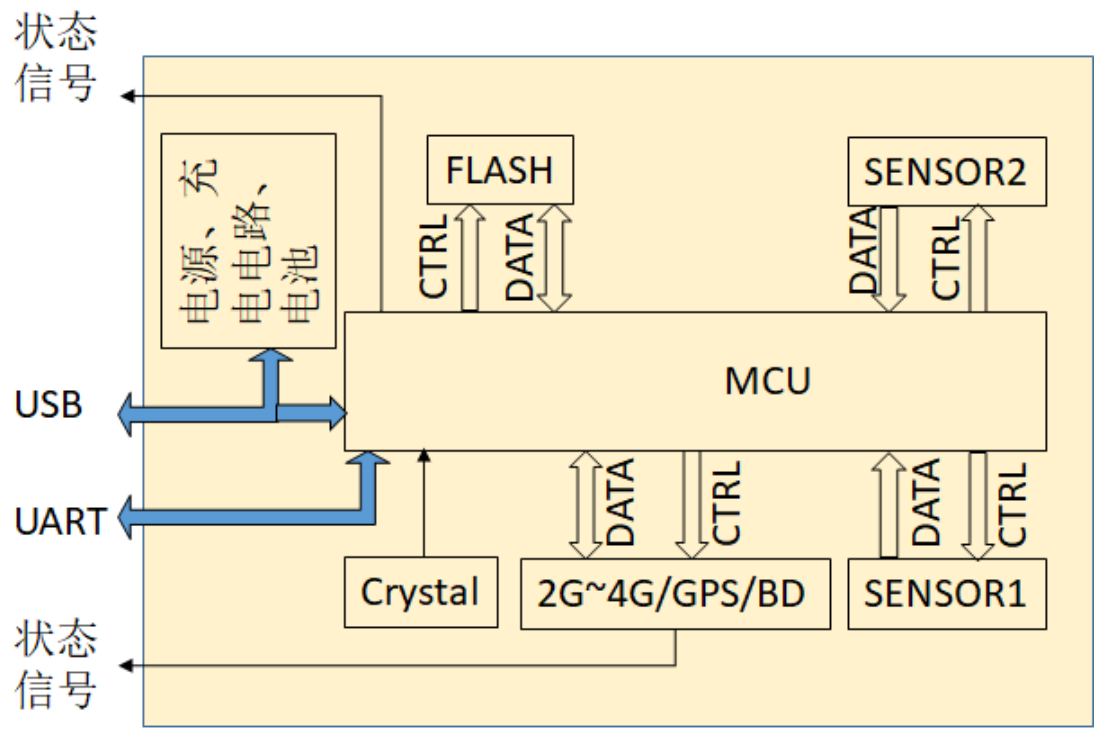 状态
信号
电源、充
电电路、
电池
FLASH
SENSOR2
CTRL
DATA
DATA
CTRL
MCU
USB
UART
DATA
CTRL
DATA
CTRL
Crystal
2G~4G/GPS/BD
SENSOR1
状态
信号